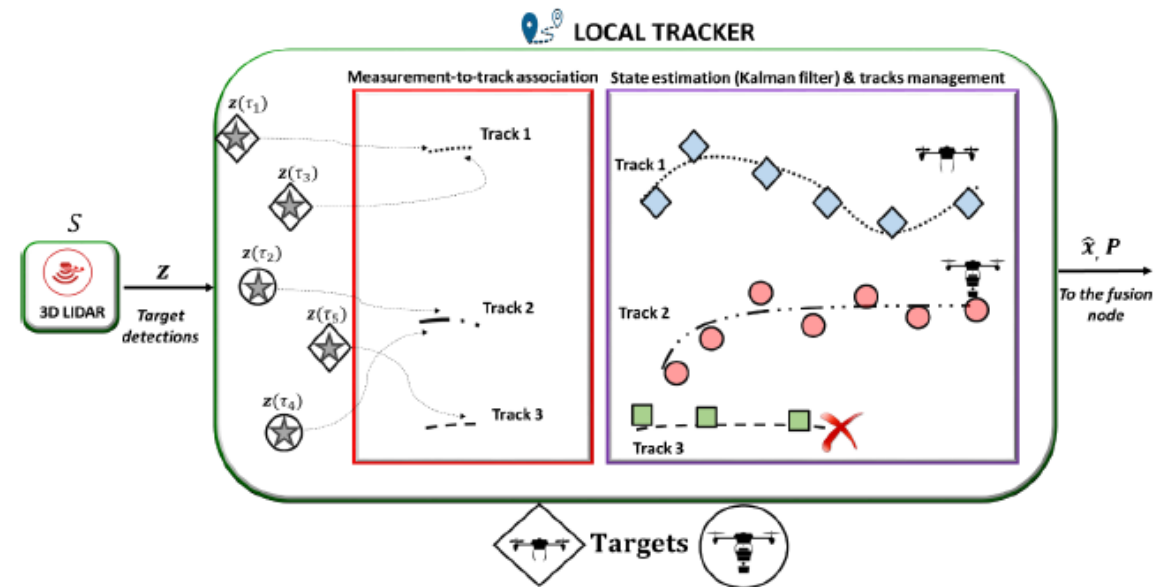 LOCAL TRACKER
Measurement-to-track association
State estimation (Kalman filter) & tracks management
z(τ₁)
Track 1
z(τ₃)
Track 1
S
3D LIDAR
Z
Target
detections
z(τ₂)
Track 2
z(τ₅)
Track 2
z(τ₄)
Track 3
Track 3
x̂, P
To the fusion
node
Targets